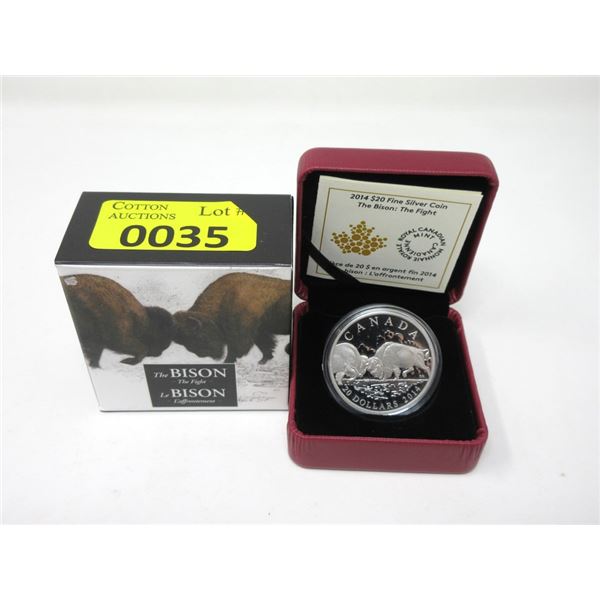 COTTON
AUCTIONS
Lot #
0035
The BISON
The Fight
Le BISON
L'affrontement
2014 $20 Fine Silver Coin
The Bison: The Fight
ROYAL CANADIAN MINT
MONNAIE ROYALE CANADIENNE
de 20 $ en argent fin 2014
bison : L'affrontement
CANADA
20 DOLLARS 2014